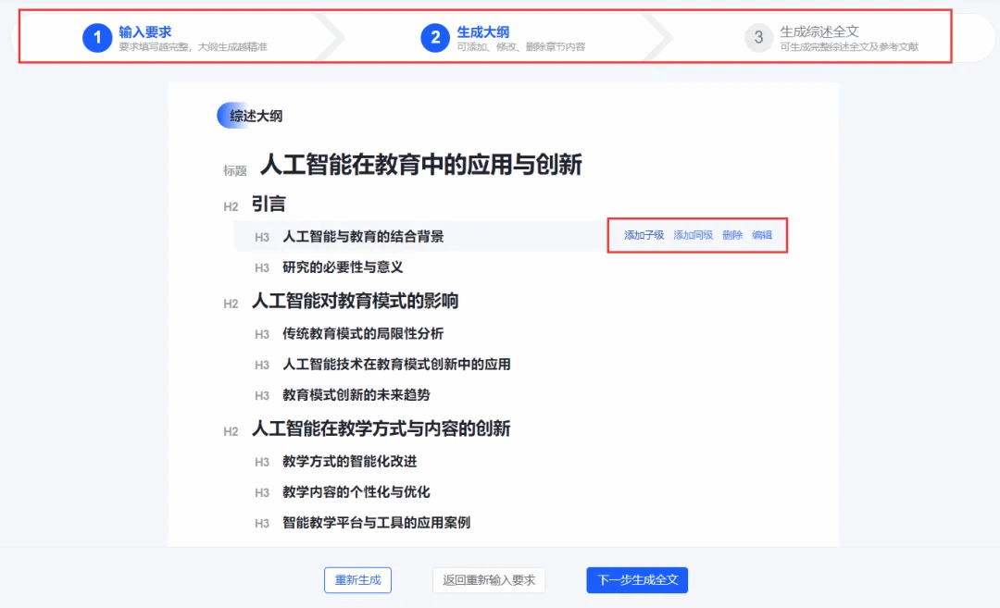 1 输入要求
要求填写越完整，大纲生成越精准
2 生成大纲
可添加、修改、删除章节内容
3 生成综述全文
可生成完整综述全文及参考文献
综述大纲
标题 人工智能在教育中的应用与创新
H2 引言
H3 人工智能与教育的结合背景 添加子级 添加同级 删除 编辑
H3 研究的必要性与意义
H2 人工智能对教育模式的影响
H3 传统教育模式的局限性分析
H3 人工智能技术在教育模式创新中的应用
H3 教育模式创新的未来趋势
H2 人工智能在教学方式与内容的创新
H3 教学方式的智能化改进
H3 教学内容的个性化与优化
H3 智能教学平台与工具的应用案例
重新生成 返回重新输入要求 下一步生成全文